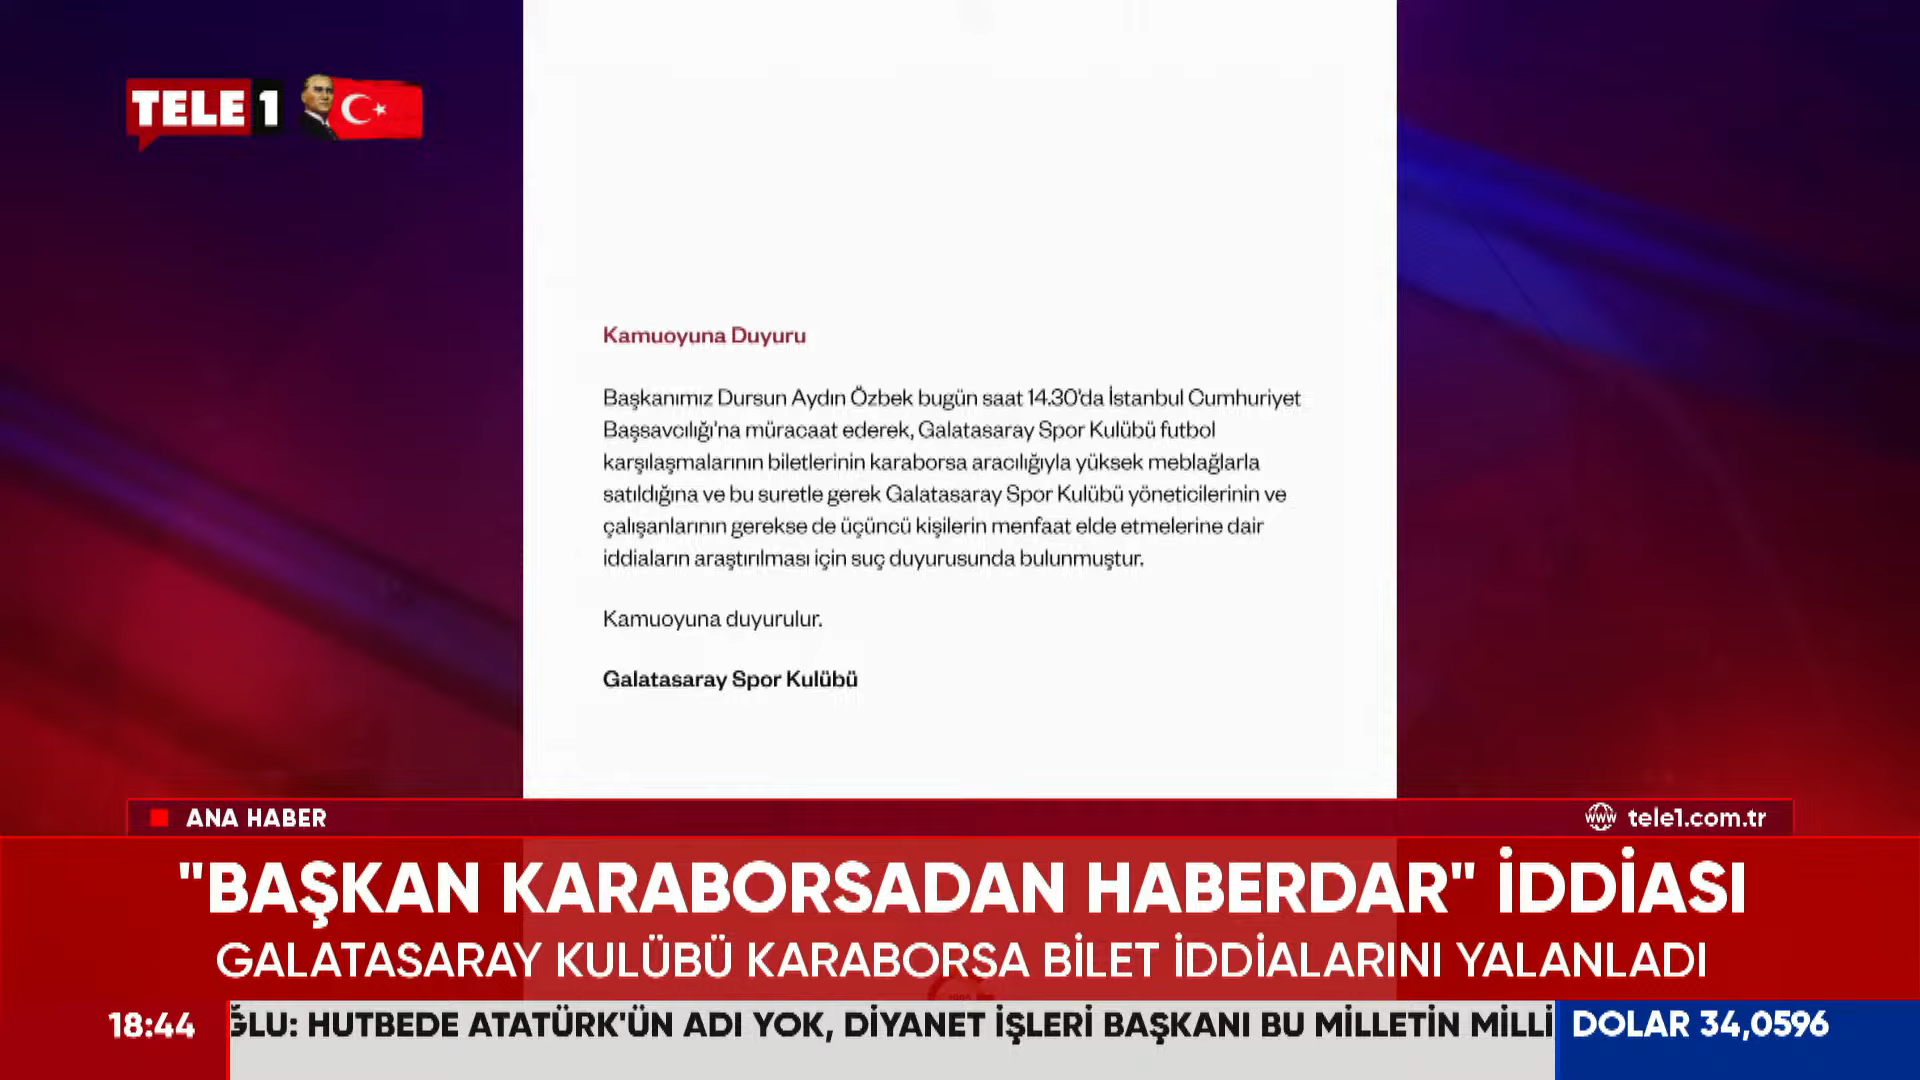 TELE 1
Kamuoyuna Duyuru
Başkanımız Dursun Aydın Özbek bugün saat 14.30'da İstanbul Cumhuriyet
Başsavcılığı'na müracaat ederek, Galatasaray Spor Kulübü futbol
karşılaşmalarının biletlerinin karaborsa aracılığıyla yüksek meblağlarla
satıldığına ve bu suretle gerek Galatasaray Spor Kulübü yöneticilerinin ve
çalışanlarının gerekse de üçüncü kişilerin menfaat elde etmelerine dair
iddiaların araştırılması için suç duyurusunda bulunmuştur.
Kamuoyuna duyurulur.
Galatasaray Spor Kulübü
ANA HABER
www tele1.com.tr
"BAŞKAN KARABORSADAN HABERDAR" İDDİASI
GALATASARAY KULÜBÜ KARABORSA BİLET İDDİALARINI YALANLADI
18:44 ĞLU: HUTBEDE ATATÜRK'ÜN ADI YOK, DİYANET İŞLERİ BAŞKANI BU MİLLETİN MİLLİ DOLAR 34,0596